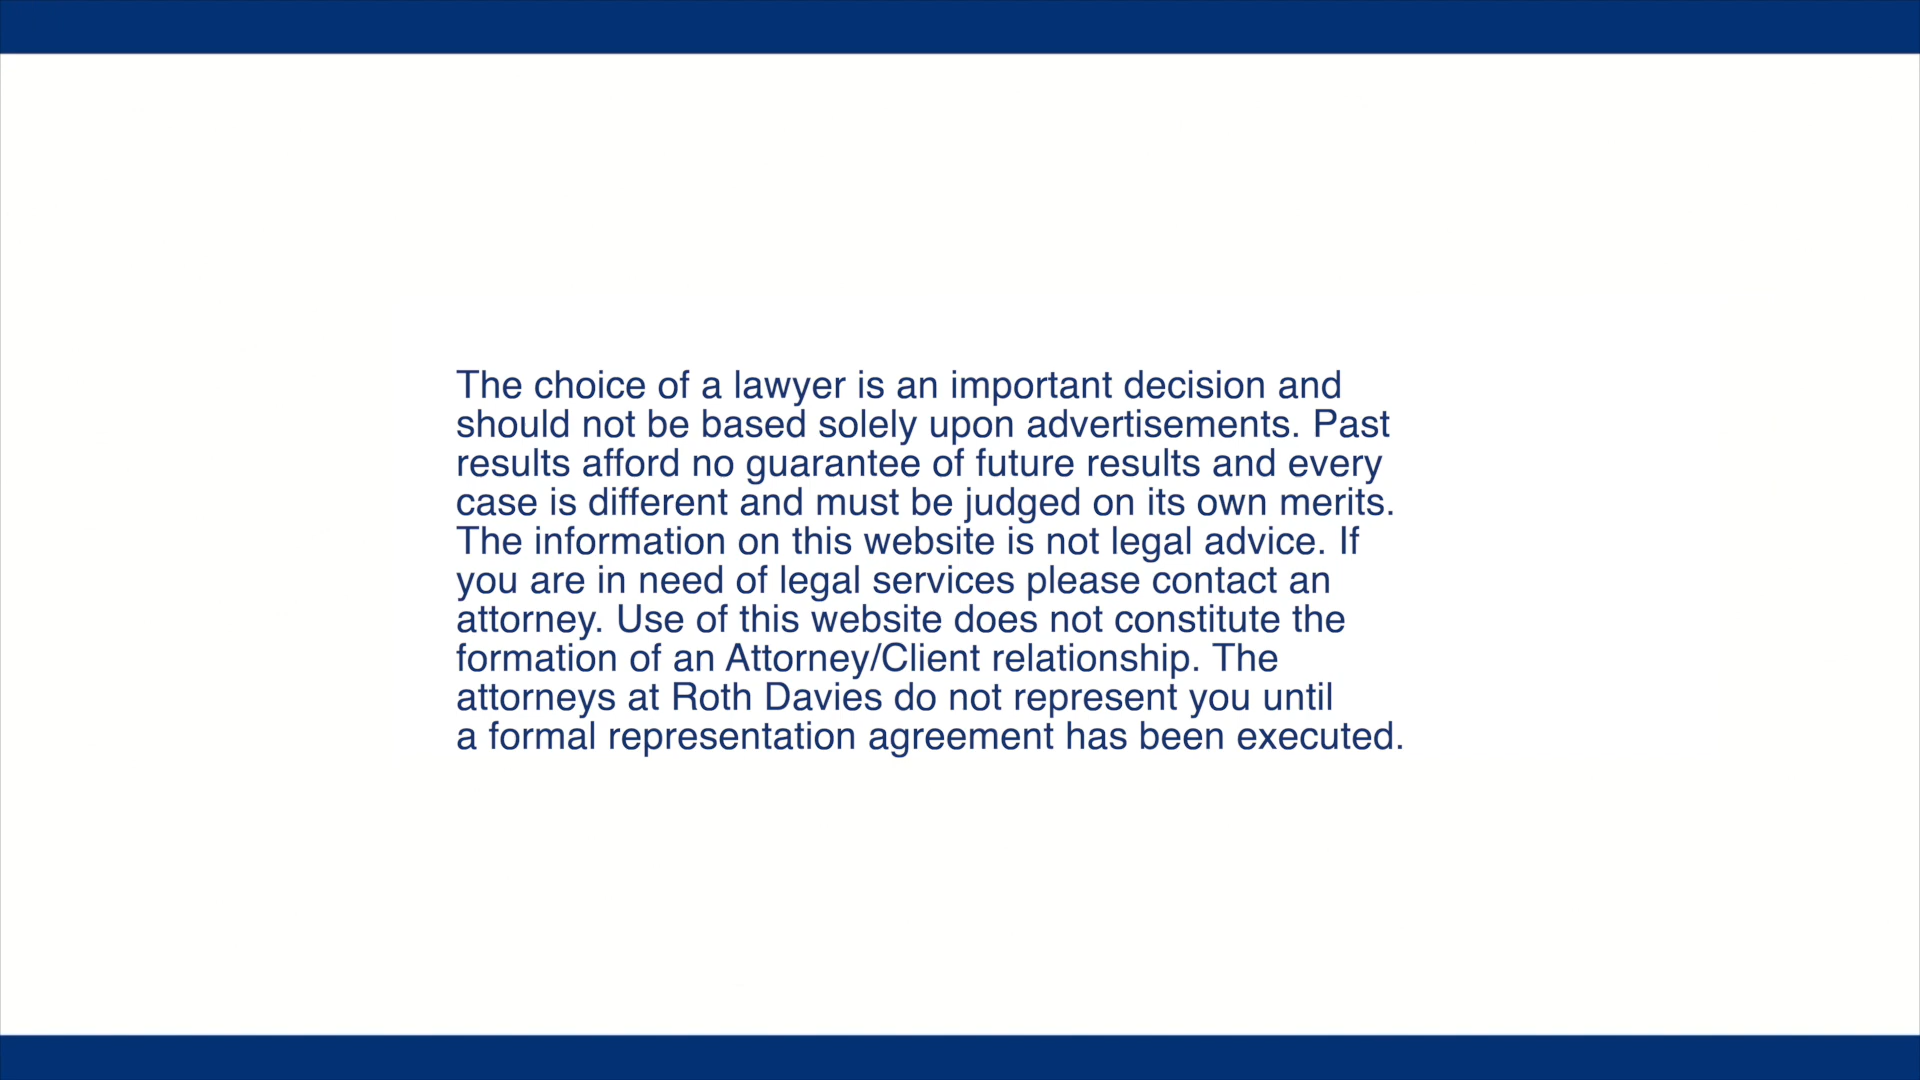 The choice of a lawyer is an important decision and
should not be based solely upon advertisements. Past
results afford no guarantee of future results and every
case is different and must be judged on its own merits.
The information on this website is not legal advice. If
you are in need of legal services please contact an
attorney. Use of this website does not constitute the
formation of an Attorney/Client relationship. The
attorneys at Roth Davies do not represent you until
a formal representation agreement has been executed.